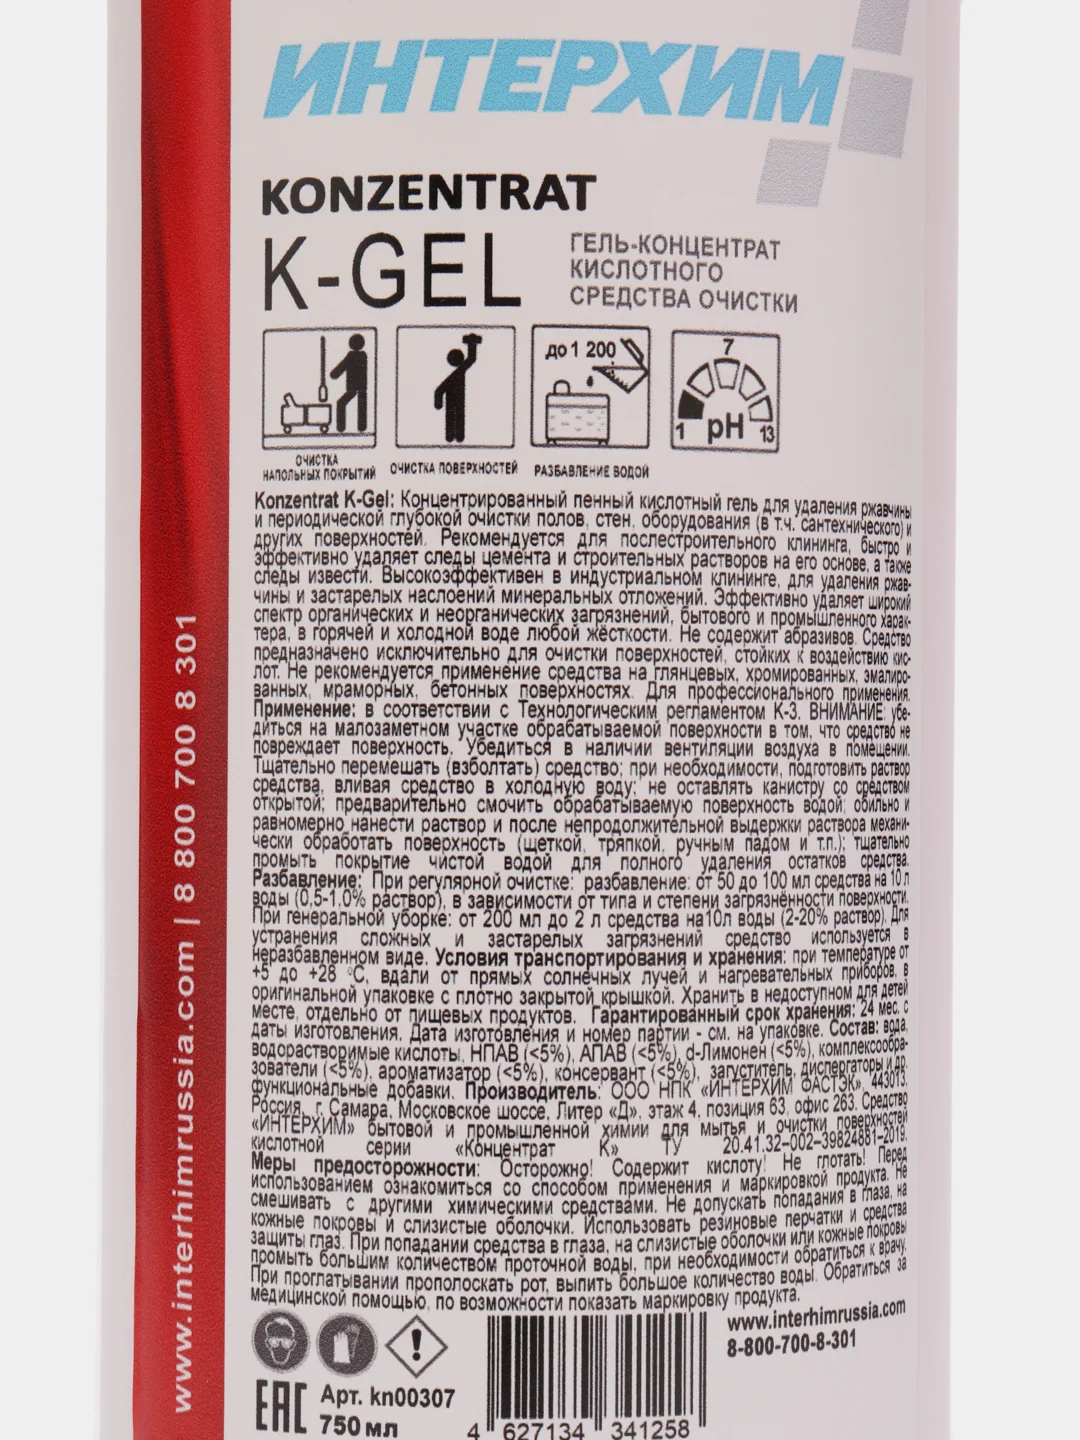 ИНТЕРХИМ
KONZENTRAT
K-GEL
ГЕЛЬ-КОНЦЕНТРАТ
КИСЛОТНОГО
СРЕДСТВА ОЧИСТКИ
до 1 200
7
1 pH 13
ОЧИСТКА
НАПОЛЬНЫХ ПОКРЫТИЙ
ОЧИСТКА ПОВЕРХНОСТЕЙ
РАЗБАВЛЕНИЕ ВОДОЙ
Konzentrat K-Gel: Концентрированный пенный кислотный гель для удаления ржавчины
и периодической глубокой очистки полов, стен, оборудования (в т.ч. сантехнического) и
других поверхностей. Рекомендуется для послестроительного клининга, быстро и
эффективно удаляет следы цемента и строительных растворов на его основе, а также
следы извести. Высокоэффективен в индустриальном клининге, для удаления ржав-
чины и застарелых наслоений минеральных отложений. Эффективно удаляет широкий
спектр органических и неорганических загрязнений, бытового и промышленного харак-
тера, в горячей и холодной воде любой жёсткости. Не содержит абразивов. Средство
предназначено исключительно для очистки поверхностей, стойких к воздействию кис-
лот. Не рекомендуется применение средства на глянцевых, хромированных, эмалиро-
ванных, мраморных, бетонных поверхностях. Для профессионального применения.
Применение: в соответствии с Технологическим регламентом К-3. ВНИМАНИЕ: убе-
диться на малозаметном участке обрабатываемой поверхности в том, что средство не
повреждает поверхность. Убедиться в наличии вентиляции воздуха в помещении.
Тщательно перемешать (взболтать) средство; при необходимости, подготовить раствор
средства, вливая средство в холодную воду; не оставлять канистру со средством
открытой; предварительно смочить обрабатываемую поверхность водой; обильно и
равномерно нанести раствор и после непродолжительной выдержки раствора механи-
чески обработать поверхность (щеткой, тряпкой, ручным падом и т.п.); тщательно
промыть покрытие чистой водой для полного удаления остатков средства.
Разбавление: При регулярной очистке: разбавление: от 50 до 100 мл средства на 10 л
воды (0,5-1,0% раствор), в зависимости от типа и степени загрязнённости поверхности.
При генеральной уборке: от 200 мл до 2 л средства на10л воды (2-20% раствор). Для
устранения сложных и застарелых загрязнений средство используется в
неразбавленном виде. Условия транспортирования и хранения: при температуре от
+5 до +28 °С, вдали от прямых солнечных лучей и нагревательных приборов, в
оригинальной упаковке с плотно закрытой крышкой. Хранить в недоступном для детей
месте, отдельно от пищевых продуктов. Гарантированный срок хранения: 24 мес. с
даты изготовления. Дата изготовления и номер партии - см. на упаковке. Состав: вода,
водорастворимые кислоты, НПАВ (<5%), АПАВ (<5%), d-Лимонен (<5%), комплексообра-
зователи (<5%), ароматизатор (<5%), консервант (<5%), загуститель, диспергаторы и др.
функциональные добавки. Производитель: ООО НПК «ИНТЕРХИМ ФАСТЭК», 443013,
Россия, г. Самара, Московское шоссе, Литер «Д», этаж 4, позиция 63, офис 263. Средство
«ИНТЕРХИМ» бытовой и промышленной химии для мытья и очистки поверхностей
кислотной серии «Концентрат К» ТУ 20.41.32–002–39824881–2019.
Меры предосторожности: Осторожно! Содержит кислоту! Не глотать! Перед
использованием ознакомиться со способом применения и маркировкой продукта. Не
смешивать с другими химическими средствами. Не допускать попадания в глаза, на
кожные покровы и слизистые оболочки. Использовать резиновые перчатки и средства
защиты глаз. При попадании средства в глаза, на слизистые оболочки или кожные покровы
промыть большим количеством проточной воды, при необходимости обратиться к врачу.
При проглатывании прополоскать рот, выпить большое количество воды. Обратиться за
медицинской помощью, по возможности показать маркировку продукта.
www.interhimrussia.com
8-800-700-8-301
EAC
Арт. kn00307
750 мл
4 627134 341258
www.interhimrussia.com | 8 800 700 8 301